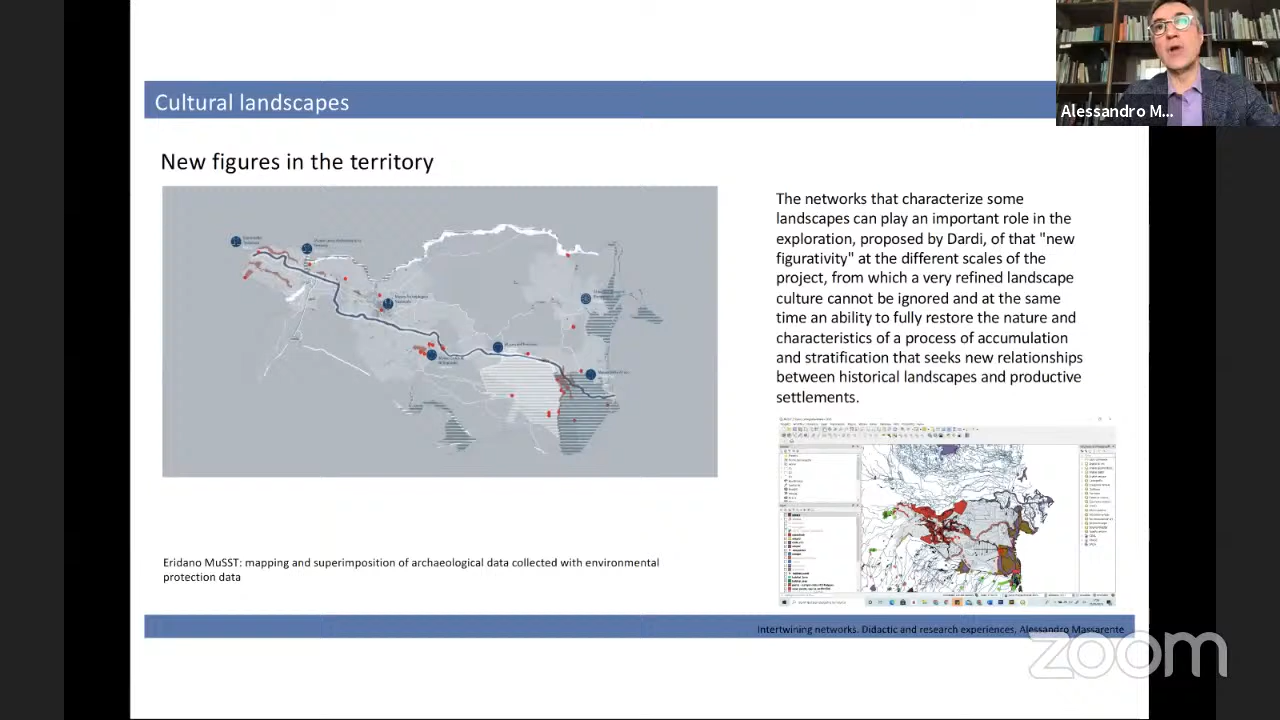 Cultural landscapes
Alessandro M...
New figures in the territory
The networks that characterize some
landscapes can play an important role in the
exploration, proposed by Dardi, of that "new
figurativity" at the different scales of the
project, from which a very refined landscape
culture cannot be ignored and at the same
time an ability to fully restore the nature and
characteristics of a process of accumulation
and stratification that seeks new relationships
between historical landscapes and productive
settlements.
Eridano MuSST: mapping and superimposition of archaeological data collected with environmental
protection data
Intertwining networks. Didactic and research experiences, Alessandro Massarente
zoom